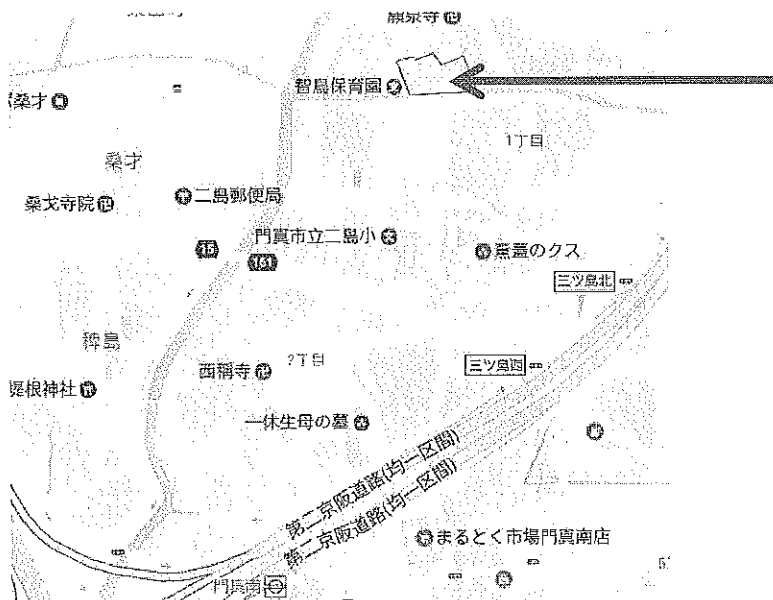 願泉寺
智鳥保育園
桑才
1丁目
桑才
桑戈寺院
二島郵便局
門真市立二島小
薫蓋のクス
15
161
三ツ島北
稗島
西稱寺
2丁目
三ツ島西
堤根神社
一休生母の墓
第二京阪道路(均一区間)
第二京阪道路(均一区間)
まるとく市場門真南店
門真南